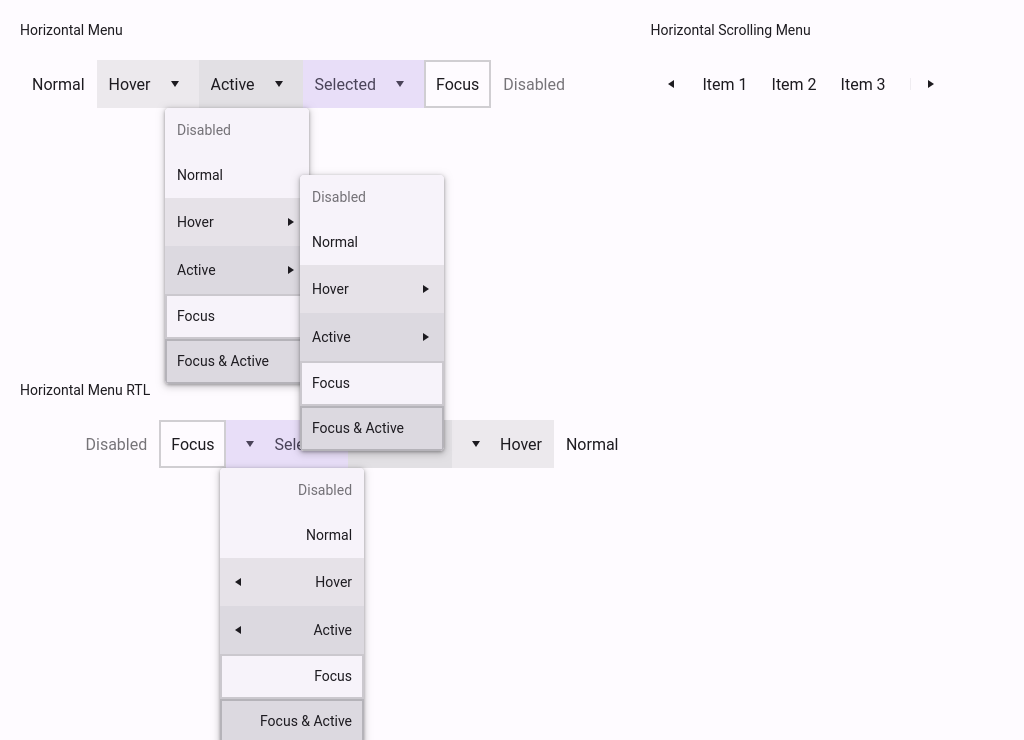 Horizontal Menu
Horizontal Scrolling Menu
Normal Hover Active Selected Focus Disabled
Item 1 Item 2 Item 3
Disabled
Normal
Hover
Active
Focus
Focus & Active
Disabled
Normal
Hover
Active
Focus
Focus & Active
Horizontal Menu RTL
Disabled Focus Sele Hover Normal
Disabled
Normal
Hover
Active
Focus
Focus & Active